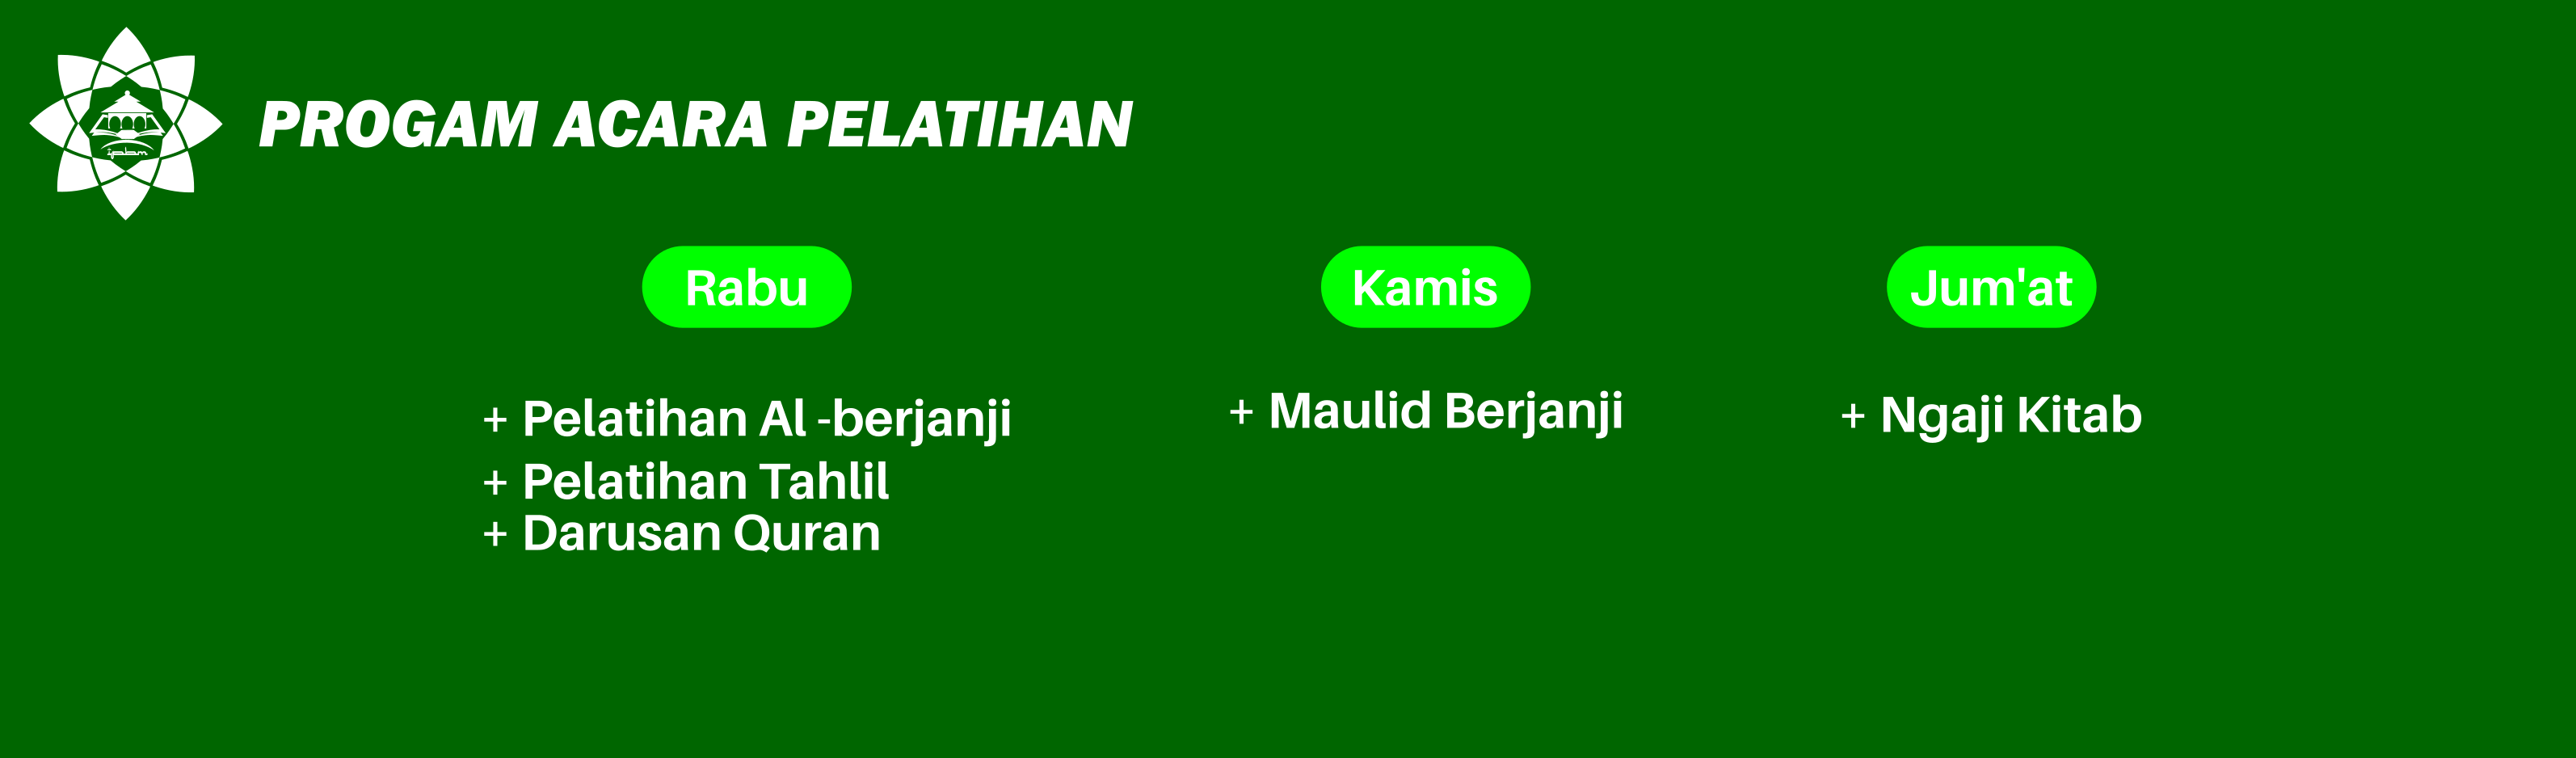 PROGAM ACARA PELATIHAN
Rabu
+ Pelatihan Al -berjanji
+ Pelatihan Tahlil
+ Darusan Quran
Kamis
+ Maulid Berjanji
Jum'at
+ Ngaji Kitab